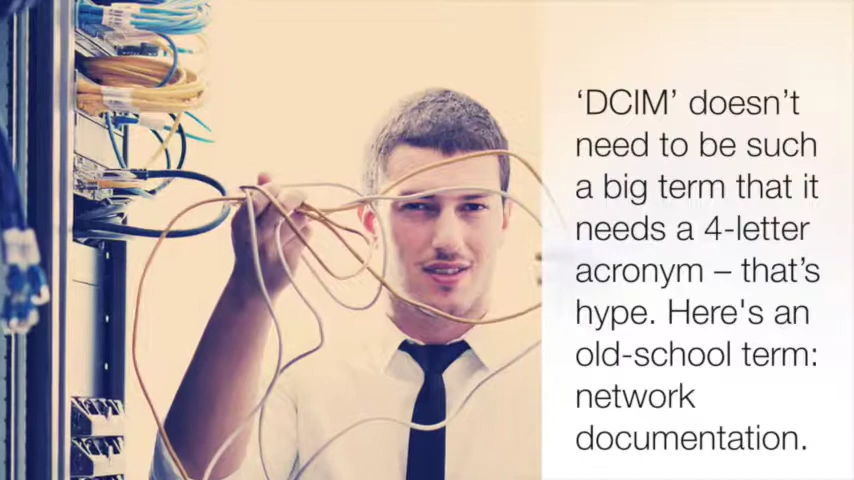 ‘DCIM’ doesn’t
need to be such
a big term that it
needs a 4-letter
acronym – that’s
hype. Here's an
old-school term:
network
documentation.